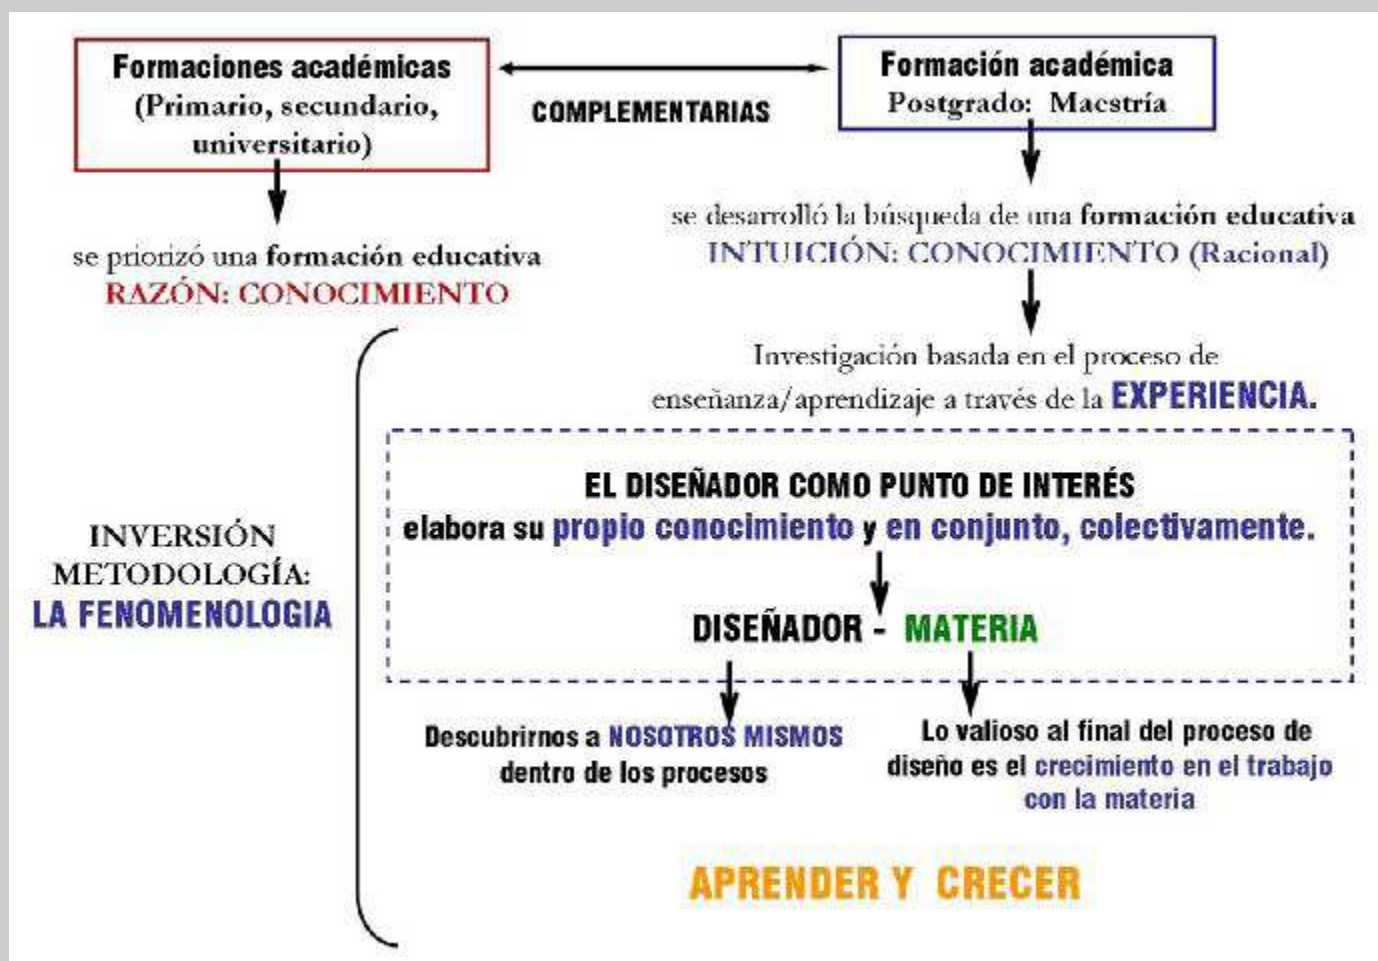 Formaciones académicas
(Primario, secundario,
universitario)
COMPLEMENTARIAS
Formación académica
Postgrado: Maestría
se priorizó una formación educativa
RAZÓN: CONOCIMIENTO
se desarrolló la búsqueda de una formación educativa
INTUICIÓN: CONOCIMIENTO (Racional)
Investigación basada en el proceso de
enseñanza/aprendizaje a través de la EXPERIENCIA.
INVERSIÓN
METODOLOGÍA:
LA FENOMENOLOGIA
EL DISEÑADOR COMO PUNTO DE INTERÉS
elabora su propio conocimiento y en conjunto, colectivamente.
DISEÑADOR - MATERIA
Descubrirnos a NOSOTROS MISMOS
dentro de los procesos
Lo valioso al final del proceso de
diseño es el crecimiento en el trabajo
con la materia
APRENDER Y CRECER